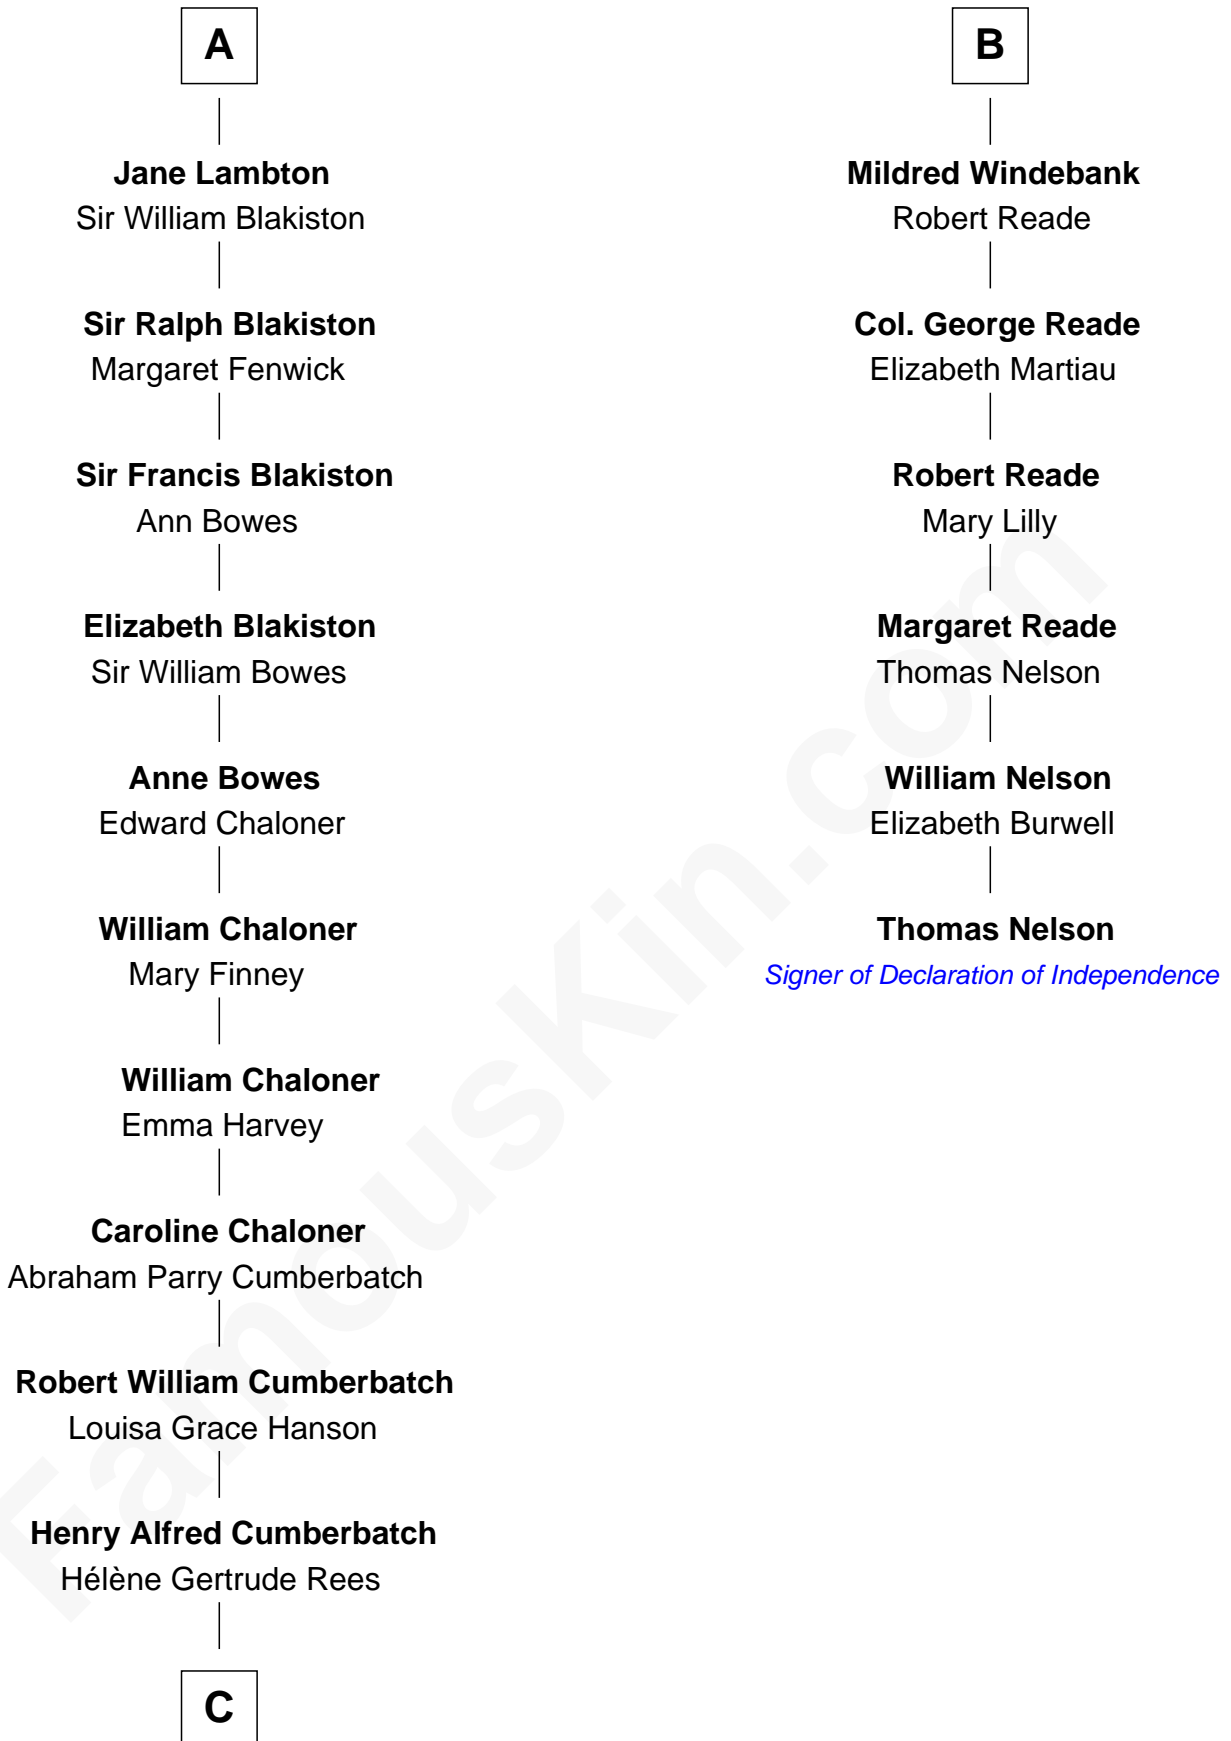 A
Jane Lambton
Sir William Blakiston
Sir Ralph Blakiston
Margaret Fenwick
Sir Francis Blakiston
Ann Bowes
Elizabeth Blakiston
Sir William Bowes
Anne Bowes
Edward Chaloner
William Chaloner
Mary Finney
William Chaloner
Emma Harvey
Caroline Chaloner
Abraham Parry Cumberbatch
Robert William Cumberbatch
Louisa Grace Hanson
Henry Alfred Cumberbatch
Hélène Gertrude Rees
C
B
Mildred Windebank
Robert Reade
Col. George Reade
Elizabeth Martiau
Robert Reade
Mary Lilly
Margaret Reade
Thomas Nelson
William Nelson
Elizabeth Burwell
Thomas Nelson
Signer of Declaration of Independence
FamousKin.com